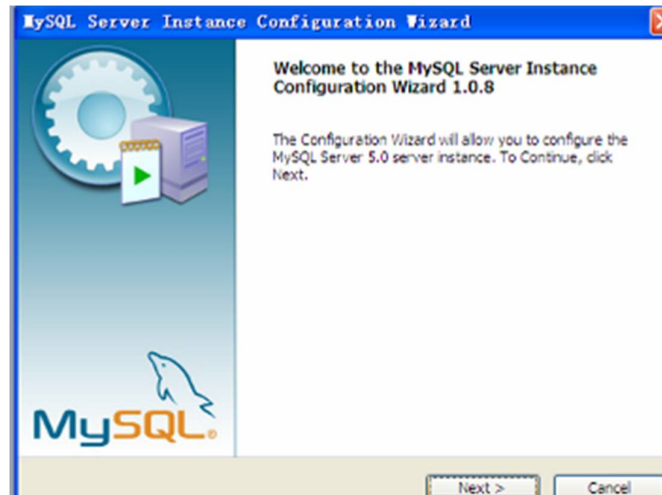 MySQL Server Instance Configuration Wizard
Welcome to the MySQL Server Instance
Configuration Wizard 1.0.8
The Configuration Wizard will allow you to configure the
MySQL Server 5.0 server instance. To Continue, click
Next.
MySQL®
Next >
Cancel